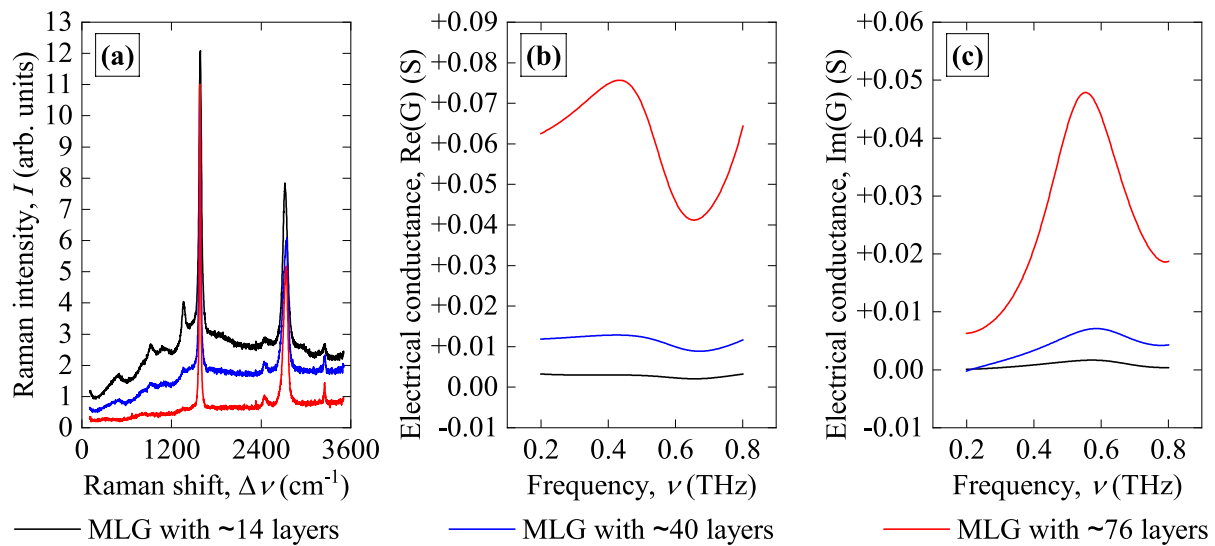 (a)
13
12
11
10
9
8
7
6
5
4
3
2
1
0
Raman intensity, I (arb. units)
0 1200 2400 3600
Raman shift, Δν (cm⁻¹)
(b)
+0.09
+0.08
+0.07
+0.06
+0.05
+0.04
+0.03
+0.02
+0.01
0.00
-0.01
Electrical conductance, Re(G) (S)
0.2 0.4 0.6 0.8
Frequency, ν (THz)
(c)
+0.06
+0.05
+0.04
+0.03
+0.02
+0.01
0.00
-0.01
Electrical conductance, Im(G) (S)
0.2 0.4 0.6 0.8
Frequency, ν (THz)
MLG with ~14 layers
MLG with ~40 layers
MLG with ~76 layers